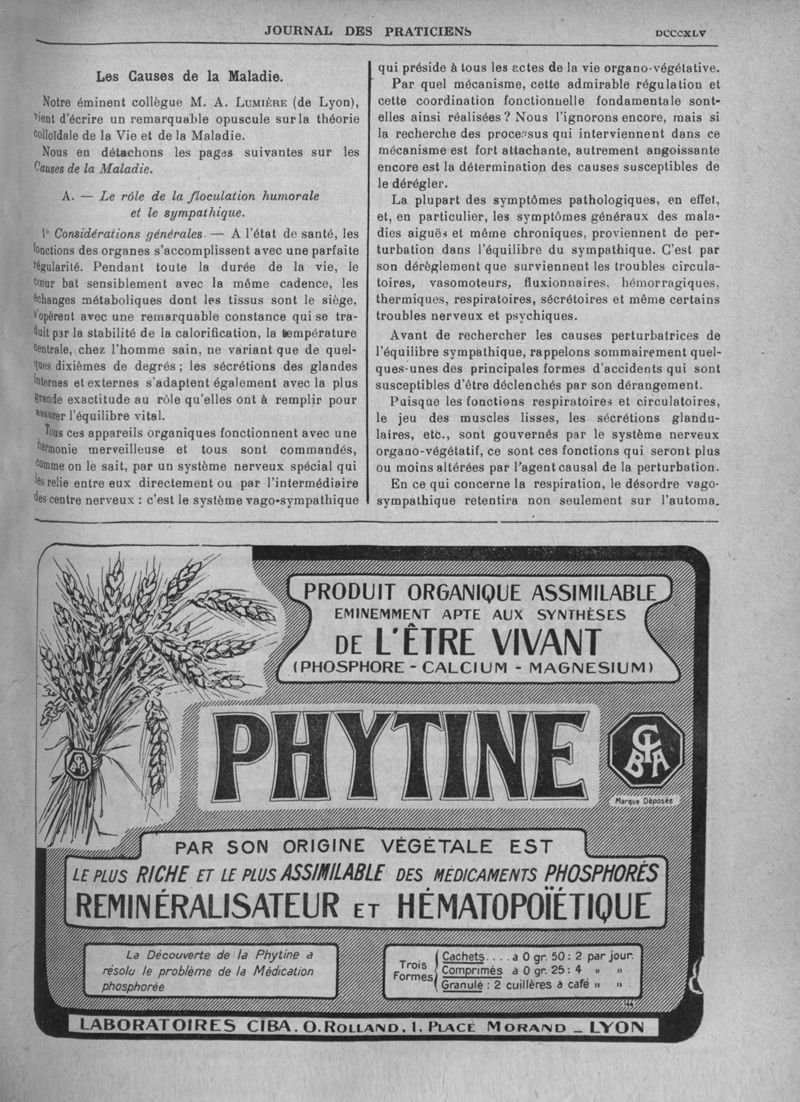 JOURNAL DES PRATICIENS
DCCCXLV
Les Causes de la Maladie.
Notre éminent collègue M. A. LUMIÈRE (de Lyon),
vient d'écrire un remarquable opuscule sur la théorie
colloïdale de la Vie et de la Maladie.
Nous en détachons les pages suivantes sur les
Causes de la Maladie.
A. — Le rôle de la floculation humorale
et le sympathique.
1° Considérations générales. — A l'état de santé, les
fonctions des organes s'accomplissent avec une parfaite
régularité. Pendant toute la durée de la vie, le
cœur bat sensiblement avec la même cadence, les
échanges métaboliques dont les tissus sont le siège,
s'opèrent avec une remarquable constance qui se tra-
duit par la stabilité de la calorification, la température
centrale, chez l'homme sain, ne variant que de quel-
ques dixièmes de degrés ; les sécrétions des glandes
internes et externes s'adaptent également avec la plus
grande exactitude au rôle qu'elles ont à remplir pour
assurer l'équilibre vital.
Tous ces appareils organiques fonctionnent avec une
harmonie merveilleuse et tous sont commandés,
comme on le sait, par un système nerveux spécial qui
les relie entre eux directement ou par l'intermédiaire
des centre nerveux : c'est le système vago-sympathique
qui préside à tous les actes de la vie organo-végétative.
Par quel mécanisme, cette admirable régulation et
cette coordination fonctionnelle fondamentale sont-
elles ainsi réalisées ? Nous l'ignorons encore, mais si
la recherche des processus qui interviennent dans ce
mécanisme est fort attachante, autrement angoissante
encore est la détermination des causes susceptibles de
le dérégler.
La plupart des symptômes pathologiques, en effet,
et, en particulier, les symptômes généraux des mala-
dies aiguës et même chroniques, proviennent de per-
turbation dans l'équilibre du sympathique. C'est par
son dérèglement que surviennent les troubles circula-
toires, vasomoteurs, fluxionnaires, hémorragiques,
thermiques, respiratoires, sécrétoires et même certains
troubles nerveux et psychiques.
Avant de rechercher les causes perturbatrices de
l'équilibre sympathique, rappelons sommairement quel-
ques-unes des principales formes d'accidents qui sont
susceptibles d'être déclenchés par son dérangement.
Puisque les fonctions respiratoires et circulatoires,
le jeu des muscles lisses, les sécrétions glandu-
laires, etc., sont gouvernés par le système nerveux
organo-végétatif, ce sont ces fonctions qui seront plus
ou moins altérées par l'agent causal de la perturbation.
En ce qui concerne la respiration, le désordre vago-
sympathique retentira non seulement sur l'automa.
PRODUIT ORGANIQUE ASSIMILABLE
EMINEMMENT APTE AUX SYNTHÈSES
DE L'ÊTRE VIVANT
(PHOSPHORE - CALCIUM - MAGNESIUM)
PHYTINE
CIBA
Marque Déposée
CIBA
PAR SON ORIGINE VÉGÉTALE EST
LE PLUS RICHE ET LE PLUS ASSIMILABLE DES MÉDICAMENTS PHOSPHORÉS
REMINÉRALISATEUR ET HÉMATOPOÏÉTIQUE
La Découverte de la Phytine a
résolu le problème de la Médication
phosphorée
Trois Formes
Cachets.... à 0 gr. 50 : 2 par jour.
Comprimés à 0 gr. 25 : 4 " "
Granulé : 2 cuillères à café " "
LABORATOIRES CIBA. O. ROLLAND. 1, PLACE MORAND _ LYON